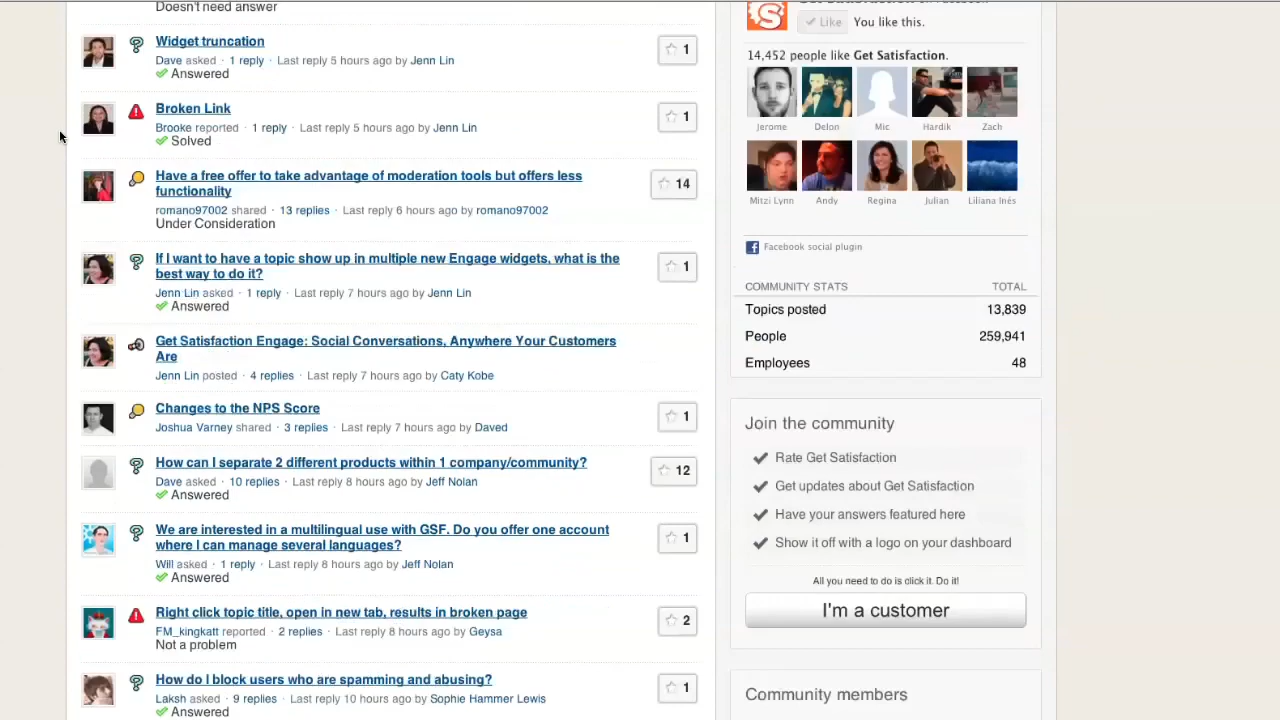 Doesn't need answer
Widget truncation
1
Dave asked · 1 reply · Last reply 5 hours ago by Jenn Lin
Answered
Broken Link
1
Brooke reported · 1 reply · Last reply 5 hours ago by Jenn Lin
Solved
Have a free offer to take advantage of moderation tools but offers less
functionality
14
romano97002 shared · 13 replies · Last reply 6 hours ago by romano97002
Under Consideration
If I want to have a topic show up in multiple new Engage widgets, what is the
best way to do it?
1
Jenn Lin asked · 1 reply · Last reply 7 hours ago by Jenn Lin
Answered
Get Satisfaction Engage: Social Conversations, Anywhere Your Customers
Are
Jenn Lin posted · 4 replies · Last reply 7 hours ago by Caty Kobe
Changes to the NPS Score
1
Joshua Varney shared · 3 replies · Last reply 7 hours ago by Daved
How can I separate 2 different products within 1 company/community?
12
Dave asked · 10 replies · Last reply 8 hours ago by Jeff Nolan
Answered
We are interested in a multilingual use with GSF. Do you offer one account
where I can manage several languages?
1
Will asked · 1 reply · Last reply 8 hours ago by Jeff Nolan
Answered
Right click topic title, open in new tab, results in broken page
2
FM_kingkatt reported · 2 replies · Last reply 8 hours ago by Geysa
Not a problem
How do I block users who are spamming and abusing?
1
Laksh asked · 9 replies · Last reply 10 hours ago by Sophie Hammer Lewis
Answered
Like You like this.
14,452 people like Get Satisfaction.
Jerome Delon Mic Hardik Zach
Mitzi Lynn Andy Regina Julian Liliana Inés
Facebook social plugin
COMMUNITY STATS TOTAL
Topics posted 13,839
People 259,941
Employees 48
Join the community
Rate Get Satisfaction
Get updates about Get Satisfaction
Have your answers featured here
Show it off with a logo on your dashboard
All you need to do is click it. Do it!
I'm a customer
Community members